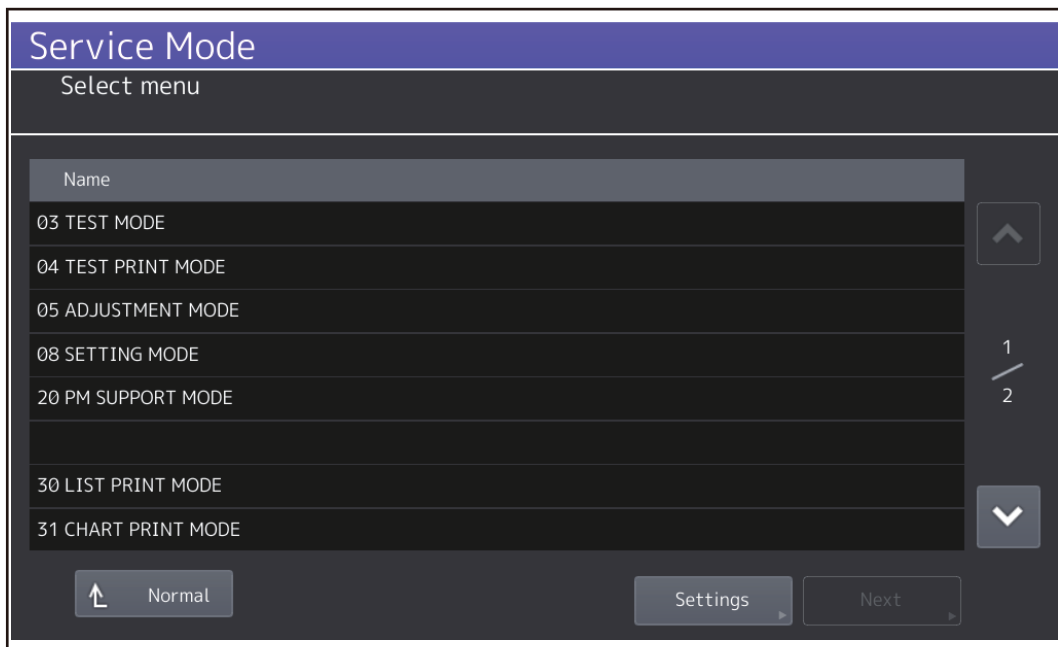 Service Mode
Select menu
Name
03 TEST MODE
04 TEST PRINT MODE
05 ADJUSTMENT MODE
08 SETTING MODE
20 PM SUPPORT MODE
30 LIST PRINT MODE
31 CHART PRINT MODE
1
2
Normal
Settings
Next